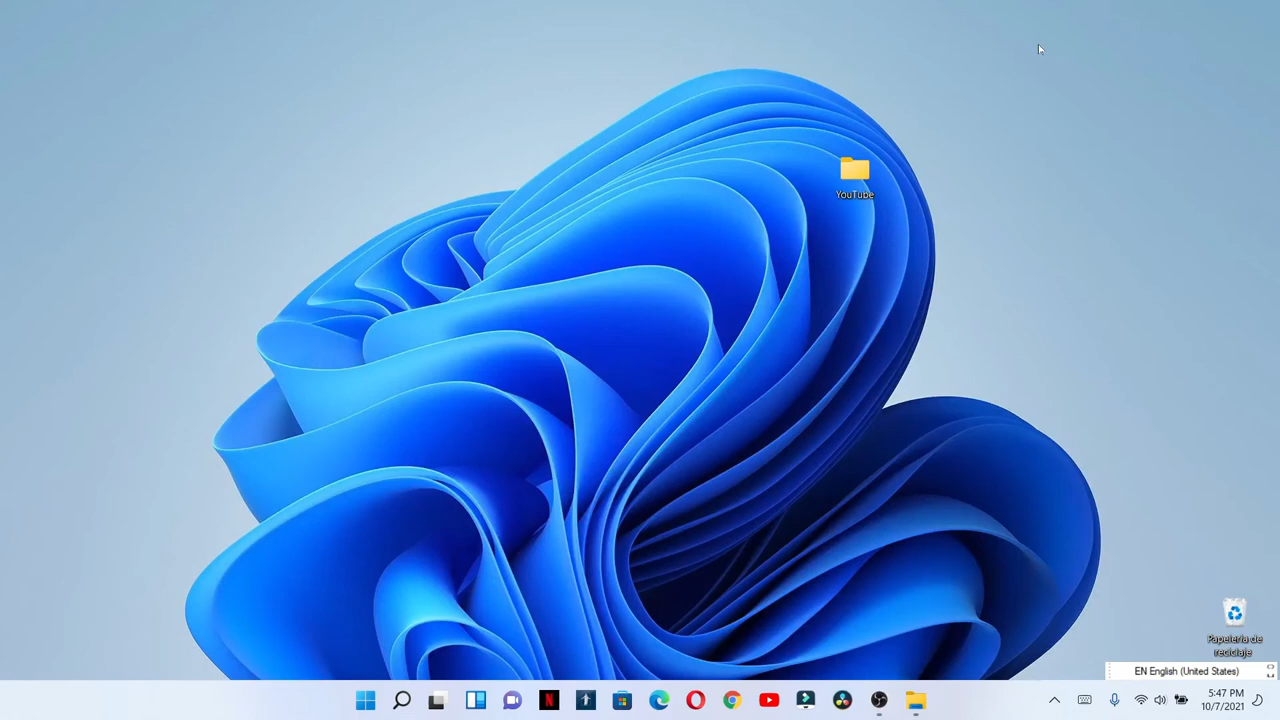 YouTube
Papelería de
reciclaje
EN English (United States)
5:47 PM
10/7/2021